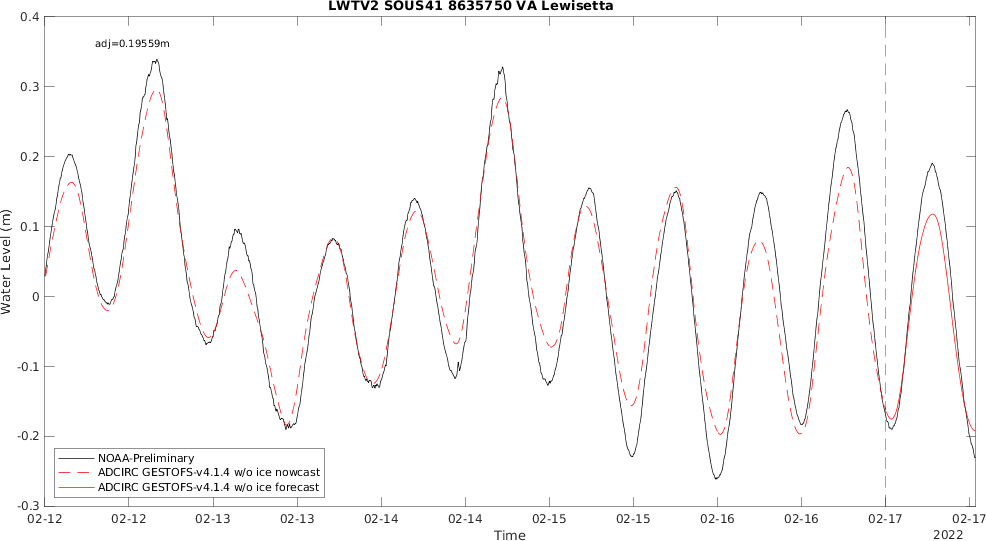 LWTV2 SOUS41 8635750 VA Lewisetta
adj=0.19559m
0.4
0.3
0.2
0.1
0
-0.1
-0.2
-0.3
Water Level (m)
NOAA-Preliminary
ADCIRC GESTOFS-v4.1.4 w/o ice nowcast
ADCIRC GESTOFS-v4.1.4 w/o ice forecast
02-12 02-12 02-13 02-13 02-14 02-14 02-15 02-15 02-16 02-16 02-17 02-17
Time
2022